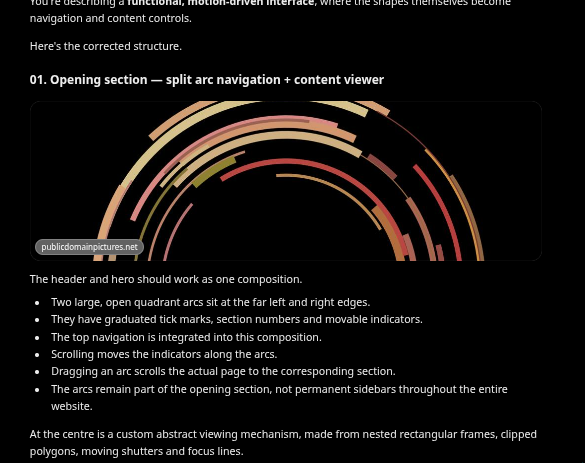 You're describing a functional, motion-driven interface, where the shapes themselves become
navigation and content controls.
Here's the corrected structure.
01. Opening section — split arc navigation + content viewer
publicdomainpictures.net
The header and hero should work as one composition.
• Two large, open quadrant arcs sit at the far left and right edges.
• They have graduated tick marks, section numbers and movable indicators.
• The top navigation is integrated into this composition.
• Scrolling moves the indicators along the arcs.
• Dragging an arc scrolls the actual page to the corresponding section.
• The arcs remain part of the opening section, not permanent sidebars throughout the entire
website.
At the centre is a custom abstract viewing mechanism, made from nested rectangular frames, clipped
polygons, moving shutters and focus lines.